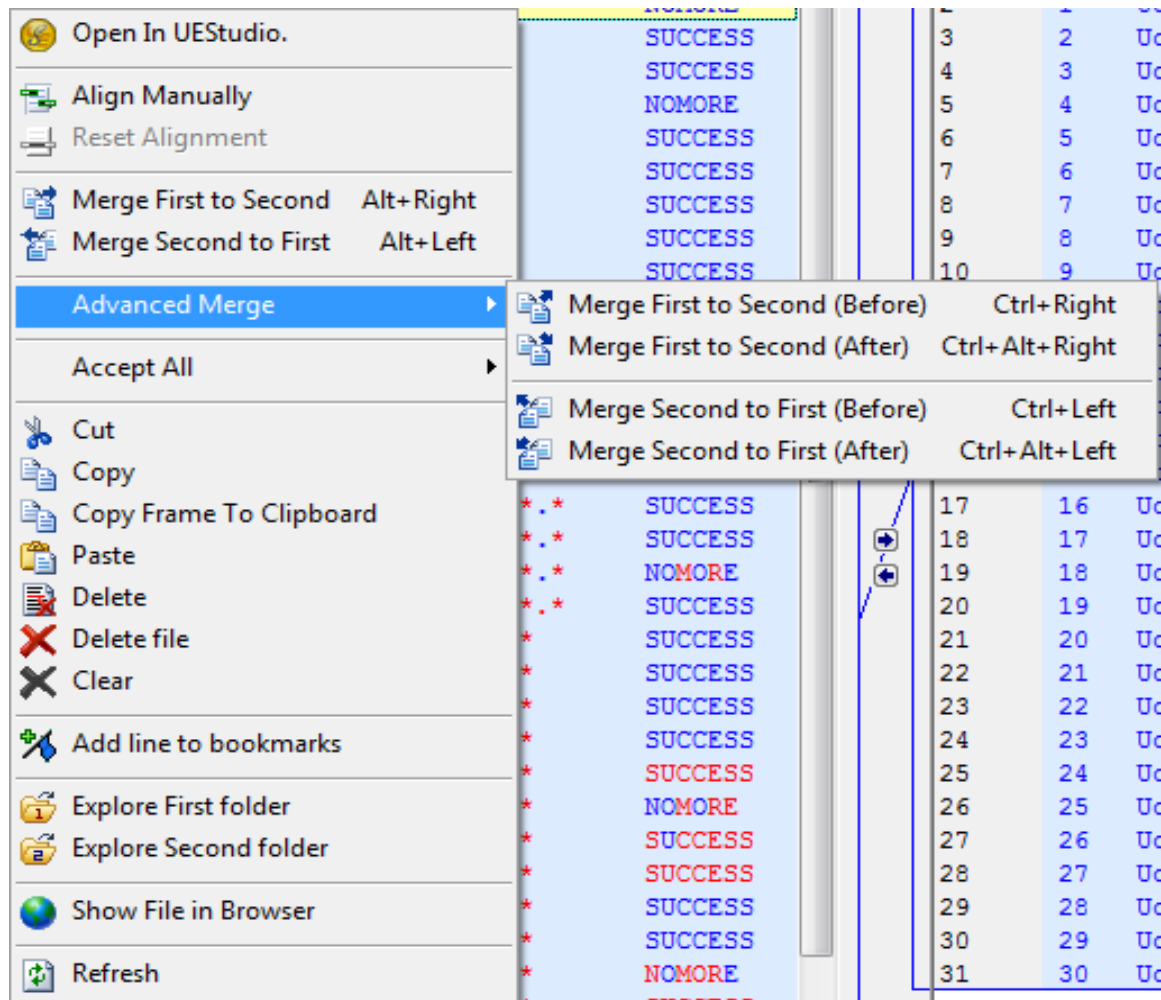 Open In UEStudio.
Align Manually
Reset Alignment
Merge First to Second Alt+Right
Merge Second to First Alt+Left
Advanced Merge
Accept All
Cut
Copy
Copy Frame To Clipboard
Paste
Delete
Delete file
Clear
Add line to bookmarks
Explore First folder
Explore Second folder
Show File in Browser
Refresh
Merge First to Second (Before) Ctrl+Right
Merge First to Second (After) Ctrl+Alt+Right
Merge Second to First (Before) Ctrl+Left
Merge Second to First (After) Ctrl+Alt+Left
NOMORE
SUCCESS 3 2
SUCCESS 4 3
NOMORE 5 4
SUCCESS 6 5
SUCCESS 7 6
SUCCESS 8 7
SUCCESS 9 8
SUCCESS 10 9
*.* SUCCESS 17 16
*.* SUCCESS 18 17
*.* NOMORE 19 18
*.* SUCCESS 20 19
* SUCCESS 21 20
* SUCCESS 22 21
* SUCCESS 23 22
* SUCCESS 24 23
* SUCCESS 25 24
* NOMORE 26 25
* SUCCESS 27 26
* SUCCESS 28 27
* SUCCESS 29 28
* SUCCESS 30 29
* NOMORE 31 30